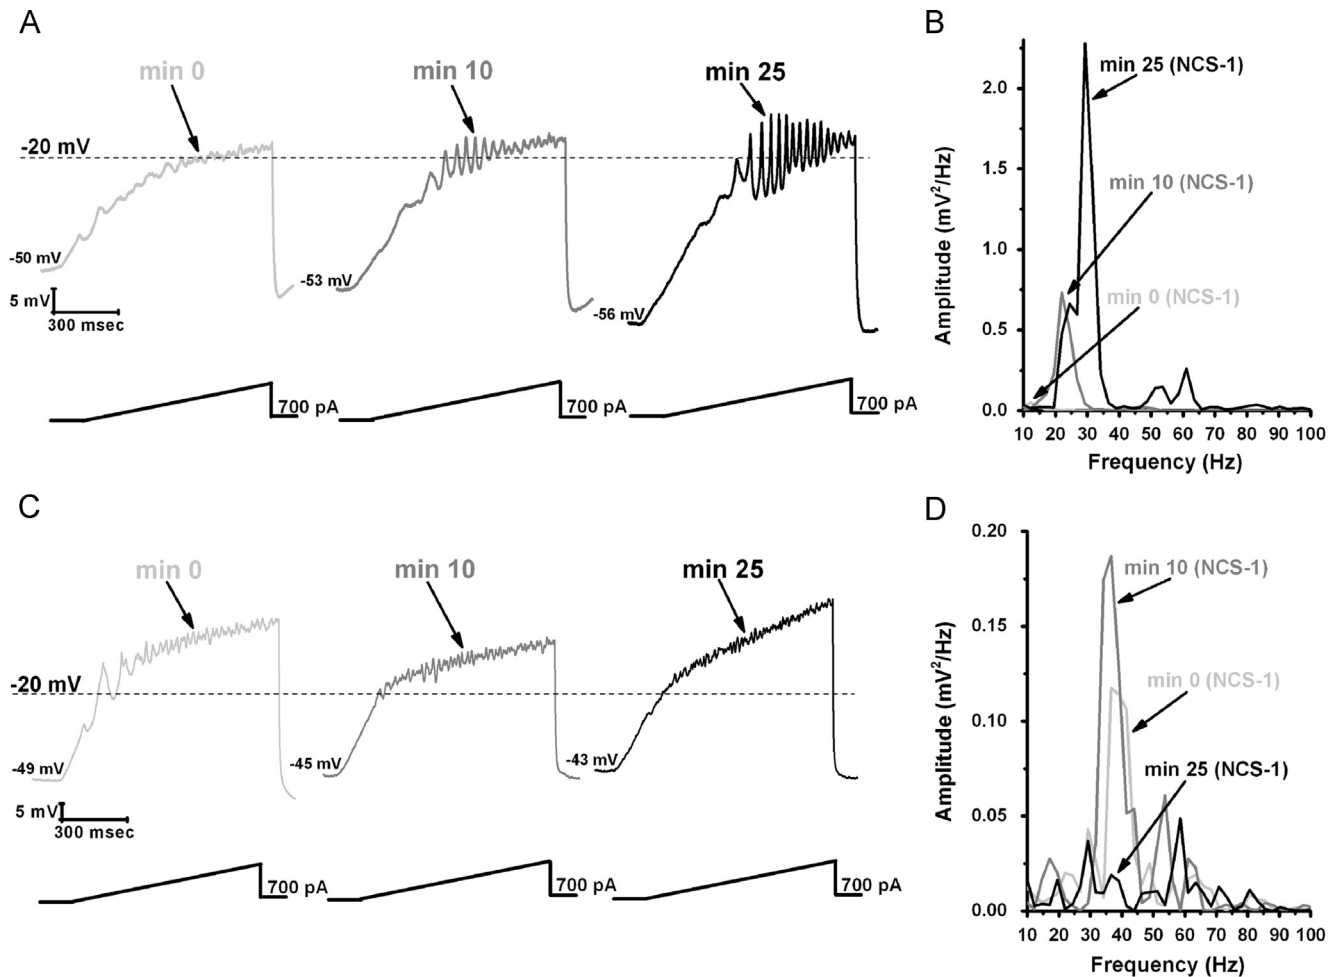 A
min 0
min 10
min 25
-20 mV
-50 mV
-53 mV
-56 mV
5 mV
300 msec
700 pA
700 pA
700 pA
B
Amplitude (mV²/Hz)
2.0
1.5
1.0
0.5
0.0
min 25 (NCS-1)
min 10 (NCS-1)
min 0 (NCS-1)
10 20 30 40 50 60 70 80 90 100
Frequency (Hz)
C
min 0
min 10
min 25
-20 mV
-49 mV
-45 mV
-43 mV
5 mV
300 msec
700 pA
700 pA
700 pA
D
Amplitude (mV²/Hz)
0.20
0.15
0.10
0.05
0.00
min 10 (NCS-1)
min 0 (NCS-1)
min 25 (NCS-1)
10 20 30 40 50 60 70 80 90 100
Frequency (Hz)